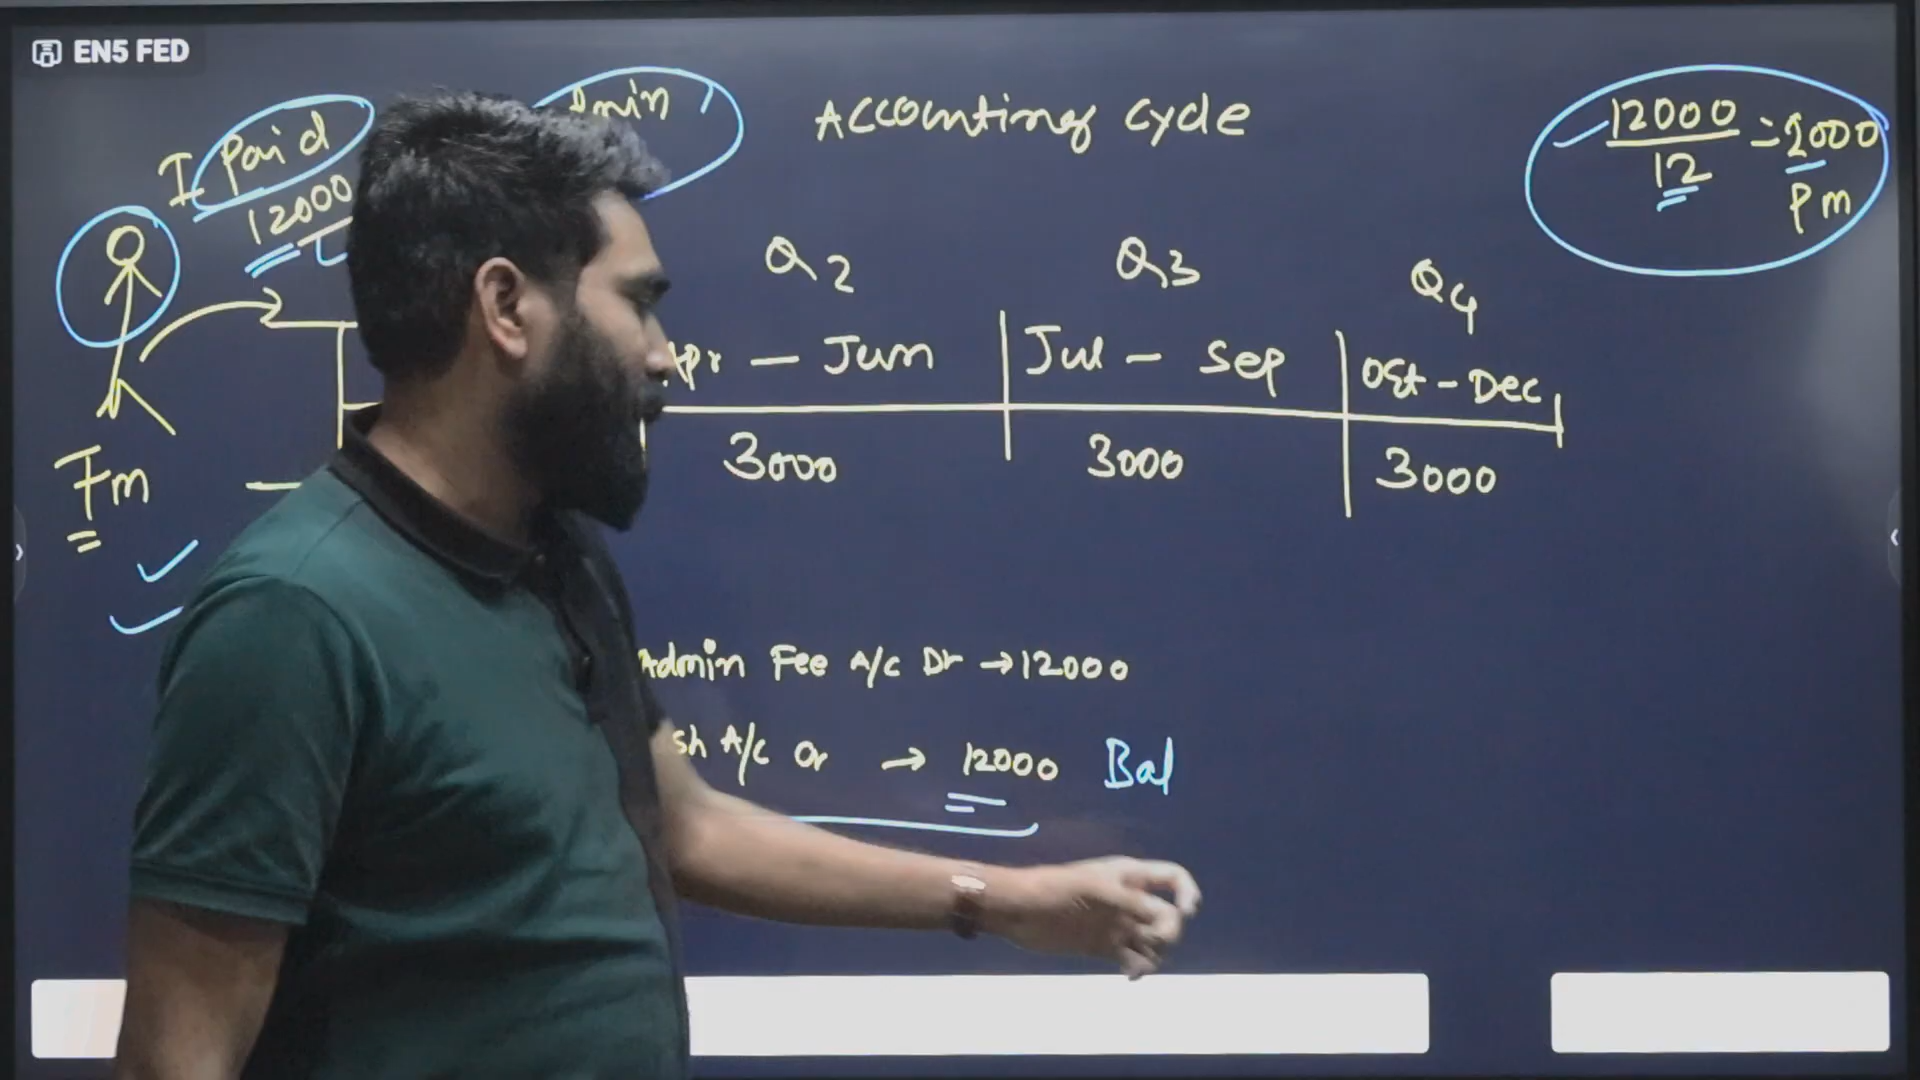 EN5 FED
Accounting cycle
I Paid
12000
12000
12
= 2000
Pm
Q2
Q3
Q4
Fm
Apr - Jun
Jul - Sep
Oct - Dec
3000
3000
3000
Admin Fee A/c Dr → 12000
A/c Cr → 12000 Bal